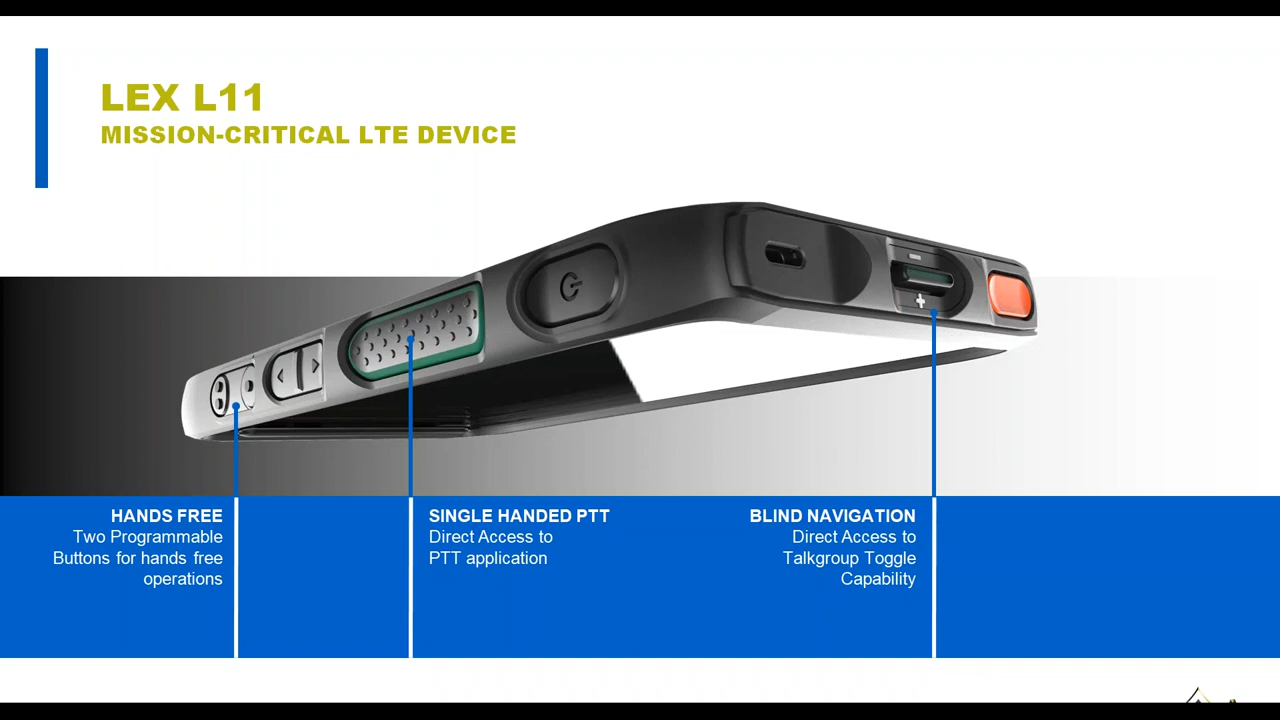 LEX L11
MISSION-CRITICAL LTE DEVICE
HANDS FREE
Two Programmable
Buttons for hands free
operations
SINGLE HANDED PTT
Direct Access to
PTT application
BLIND NAVIGATION
Direct Access to
Talkgroup Toggle
Capability